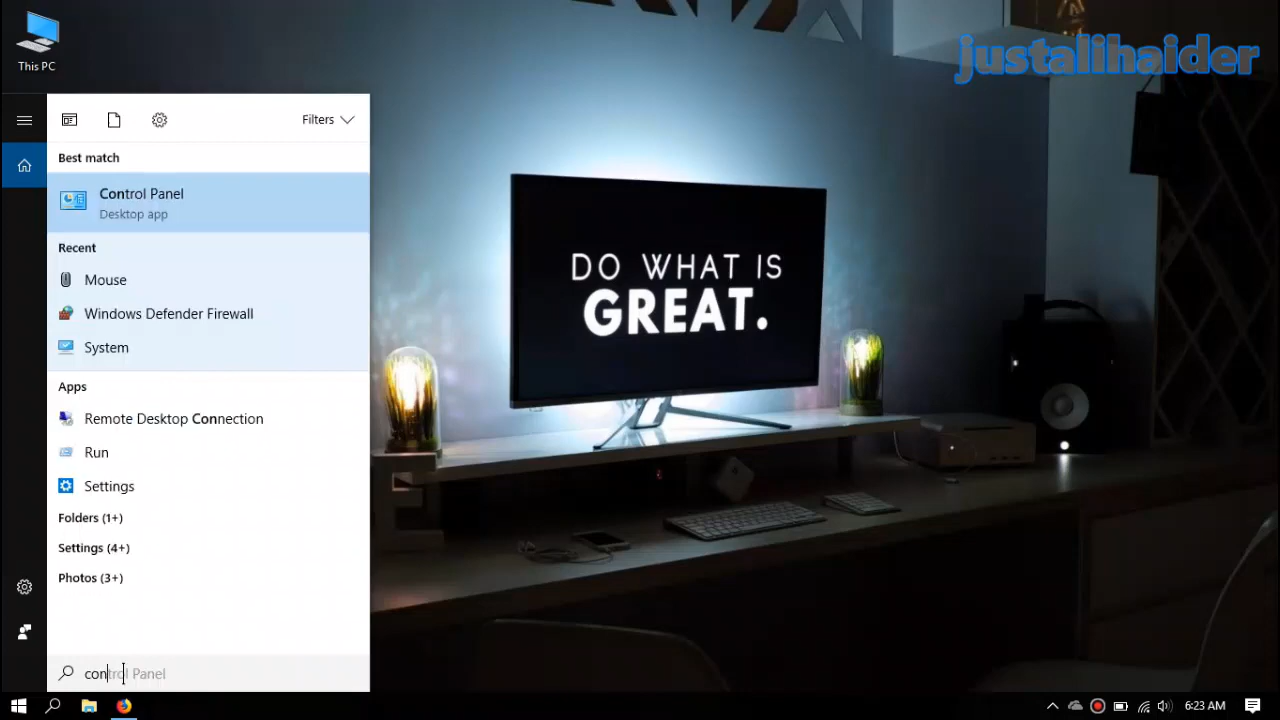 This PC
justalihaider
Filters
Best match
Control Panel
Desktop app
Recent
Mouse
Windows Defender Firewall
System
Apps
Remote Desktop Connection
Run
Settings
Folders (1+)
Settings (4+)
Photos (3+)
control Panel
DO WHAT IS
GREAT.
6:23 AM